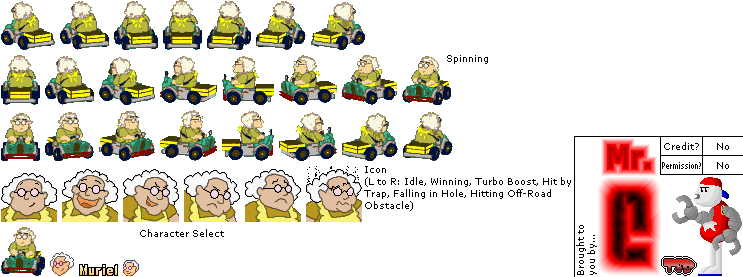 Spinning
Icon
(L to R: Idle, Winning, Turbo Boost, Hit by
Trap, Falling in Hole, Hitting Off-Road
Obstacle)
Character Select
Muriel
Mr.
C
Credit? No
Permission? No
Brought to
you by...
TSR